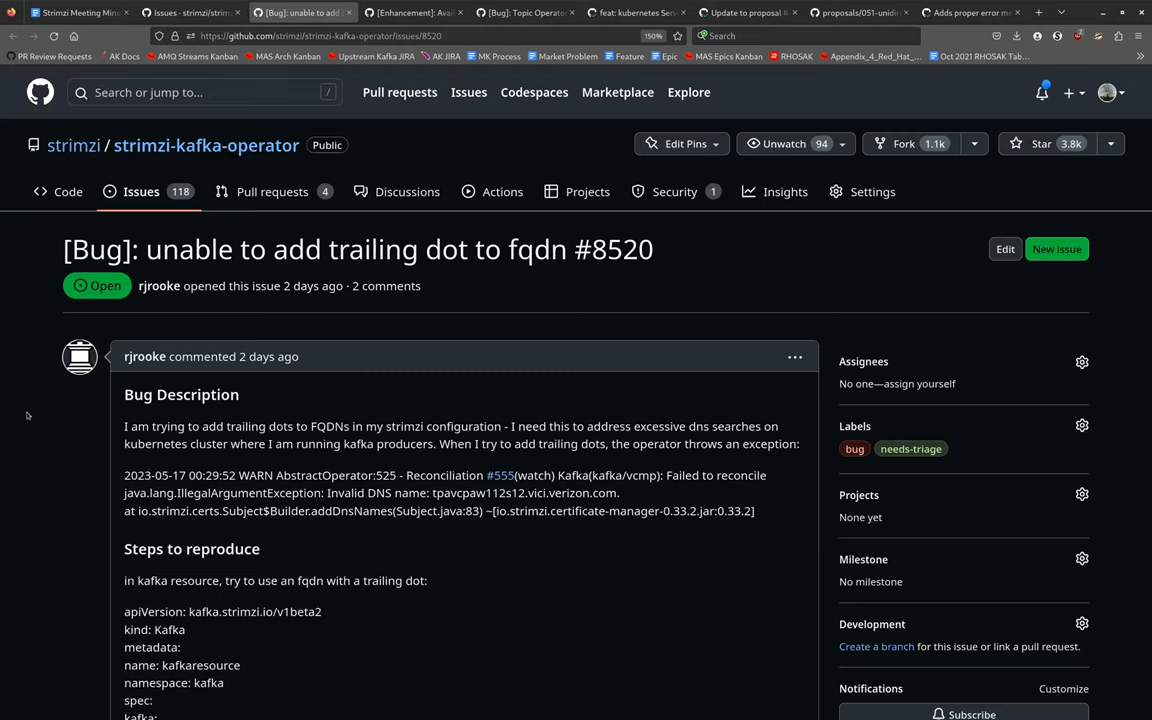 Strimzi Meeting Minu
Issues · strimzi/strimz
[Bug]: unable to add
[Enhancement]: Avai
[Bug]: Topic Operator
feat: kubernetes Serv
Update to proposal #
proposals/051-unidir
Adds proper error me
https://github.com/strimzi/strimzi-kafka-operator/issues/8520
150%
Search
PR Review Requests
AK Docs
AMQ Streams Kanban
MAS Arch Kanban
Upstream Kafka JIRA
AK JIRA
MK Process
Market Problem
Feature
Epic
MAS Epics Kanban
RHOSAK
Appendix_4_Red_Hat_…
Oct 2021 RHOSAK Tab…
Search or jump to...
/
Pull requests
Issues
Codespaces
Marketplace
Explore
strimzi / strimzi-kafka-operator
Public
Edit Pins
Unwatch 94
Fork 1.1k
Star 3.8k
Code
Issues 118
Pull requests 4
Discussions
Actions
Projects
Security 1
Insights
Settings
[Bug]: unable to add trailing dot to fqdn #8520
Edit
New issue
Open
rjrooke opened this issue 2 days ago · 2 comments
rjrooke commented 2 days ago
Bug Description
I am trying to add trailing dots to FQDNs in my strimzi configuration - I need this to address excessive dns searches on
kubernetes cluster where I am running kafka producers. When I try to add trailing dots, the operator throws an exception:
2023-05-17 00:29:52 WARN AbstractOperator:525 - Reconciliation #555(watch) Kafka(kafka/vcmp): Failed to reconcile
java.lang.IllegalArgumentException: Invalid DNS name: tpavcpaw112s12.vici.verizon.com.
at io.strimzi.certs.Subject$Builder.addDnsNames(Subject.java:83) ~[io.strimzi.certificate-manager-0.33.2.jar:0.33.2]
Steps to reproduce
in kafka resource, try to use an fqdn with a trailing dot:
apiVersion: kafka.strimzi.io/v1beta2
kind: Kafka
metadata:
name: kafkaresource
namespace: kafka
spec:
kafka:
Assignees
No one—assign yourself
Labels
bug
needs-triage
Projects
None yet
Milestone
No milestone
Development
Create a branch for this issue or link a pull request.
Notifications
Customize
Subscribe